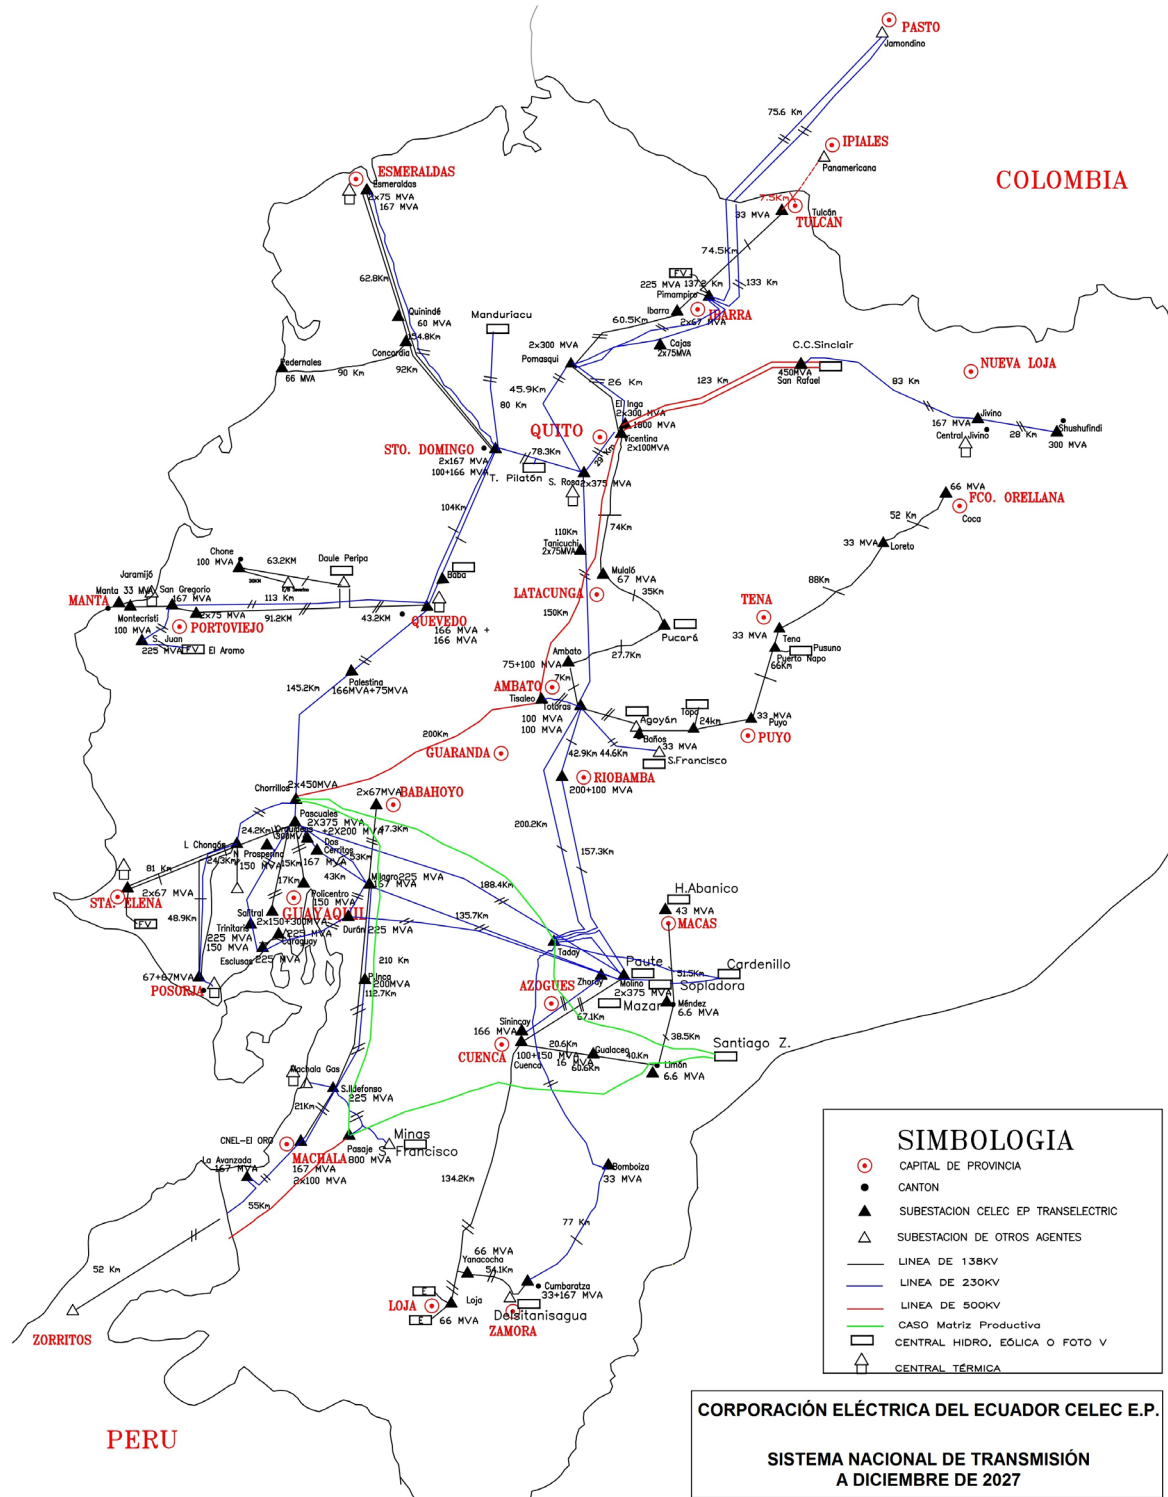 PASTO
Jamondino
75.6 Km
IPIALES
Panamericana
COLOMBIA
7.5Km
Tulcán
TULCAN
33 MVA
74.5Km
ESMERALDAS
Esmeraldas
2x75 MVA
167 MVA
62.8Km
FV
225 MVA
137.2 Km
133 Km
Pimampiro
Ibarra
IBARRA
2x67 MVA
60.5Km
Cajas
2x75MVA
Quinindé
60 MVA
154.8Km
Concordia
92Km
Pedernales
66 MVA
90 Km
Manduriacu
80 Km
2x300 MVA
Pomasqui
45.9Km
26 Km
C.C.Sinclair
450MVA
San Rafael
123 Km
83 Km
NUEVA LOJA
Jivino
167 MVA
Central Jivino
28 Km
Shushufindi
300 MVA
El Inga
2x300 MVA
1800 MVA
Vicentina
2x100MVA
QUITO
29 Km
STO. DOMINGO
2x167 MVA
100+166 MVA
78.3Km
T. Pilatón
S. Rosa
2x375 MVA
66 MVA
FCO. ORELLANA
Coca
52 Km
33 MVA
Loreto
104Km
74Km
110Km
Tanicuchi
2x75MVA
Mulaló
67 MVA
35Km
LATACUNGA
150Km
88Km
Chone
100 MVA
63.2KM
Daule Peripa
Baba
Jaramijó
Manta
33 MVA
San Gregorio
167 MVA
113 Km
MANTA
Montecristi
100 MVA
2x75 MVA
91.2KM
43.2KM
PORTOVIEJO
QUEVEDO
166 MVA +
166 MVA
S. Juan
225 MVA
FV
El Aromo
Pucará
27.7Km
TENA
33 MVA
Tena
Pusuno
Puerto Napo
66Km
Ambato
75+100 MVA
7Km
AMBATO
Tisaleo
Totoras
100 MVA
100 MVA
Palestina
166MVA+75MVA
145.2Km
200Km
GUARANDA
Agoyán
Baños
Topo
24km
33 MVA
Puyo
PUYO
42.9Km
44.6Km
33 MVA
S.Francisco
RIOBAMBA
200+100 MVA
200.2Km
157.3Km
2x450MVA
Chorrillos
2x67MVA
BABAHOYO
47.3Km
Pascuales
2X375 MVA
+2X200 MVA
24.2Km
Dos
Cerritos
167 MVA
53Km
L Chongón
24.3Km
N Prosperina
150 MVA
15Km
43Km
Milagro
225 MVA
167 MVA
188.4Km
81 Km
2x67 MVA
STA. ELENA
FV
17Km
Policentro
150 MVA
GUAYAQUIL
48.9Km
Salitral
2x150+300MVA
Trinitaria
225 MVA
150 MVA
225 MVA
Caraguay
Esclusas
225 MVA
Durán
225 MVA
135.7Km
H.Abanico
43 MVA
MACAS
67+67MVA
POSORJA
210 Km
P.Inca
200MVA
112.7Km
Taday
Zhoray
Paute
Molino
2x375 MVA
51.5Km
Cardenillo
Sopladora
AZOGUES
Mazar
67.1Km
Méndez
6.6 MVA
Sinincay
166 MVA
CUENCA
Cuenca
100+150 MVA
20.6Km
16 MVA
60.6Km
Gualaceo
40.Km
38.5Km
Limón
6.6 MVA
Santiago Z.
Machala Gas
S.Ildefonso
225 MVA
21Km
CNEL-El ORO
MACHALA
167 MVA
2x100 MVA
Minas
S Francisco
Pasaje
800 MVA
La Avanzada
167 MVA
55Km
134.2Km
Bomboiza
33 MVA
77 Km
52 Km
ZORRITOS
66 MVA
Yanacocha
54.1Km
Cumbaratza
33+167 MVA
E
LOJA
Loja
E
66 MVA
Delsitanisagua
ZAMORA
PERU
SIMBOLOGIA
CAPITAL DE PROVINCIA
CANTON
SUBESTACION CELEC EP TRANSELECTRIC
SUBESTACION DE OTROS AGENTES
LINEA DE 138KV
LINEA DE 230KV
LINEA DE 500KV
CASO Matriz Productiva
CENTRAL HIDRO, EÓLICA O FOTO V
CENTRAL TÉRMICA
CORPORACIÓN ELÉCTRICA DEL ECUADOR CELEC E.P.
SISTEMA NACIONAL DE TRANSMISIÓN
A DICIEMBRE DE 2027